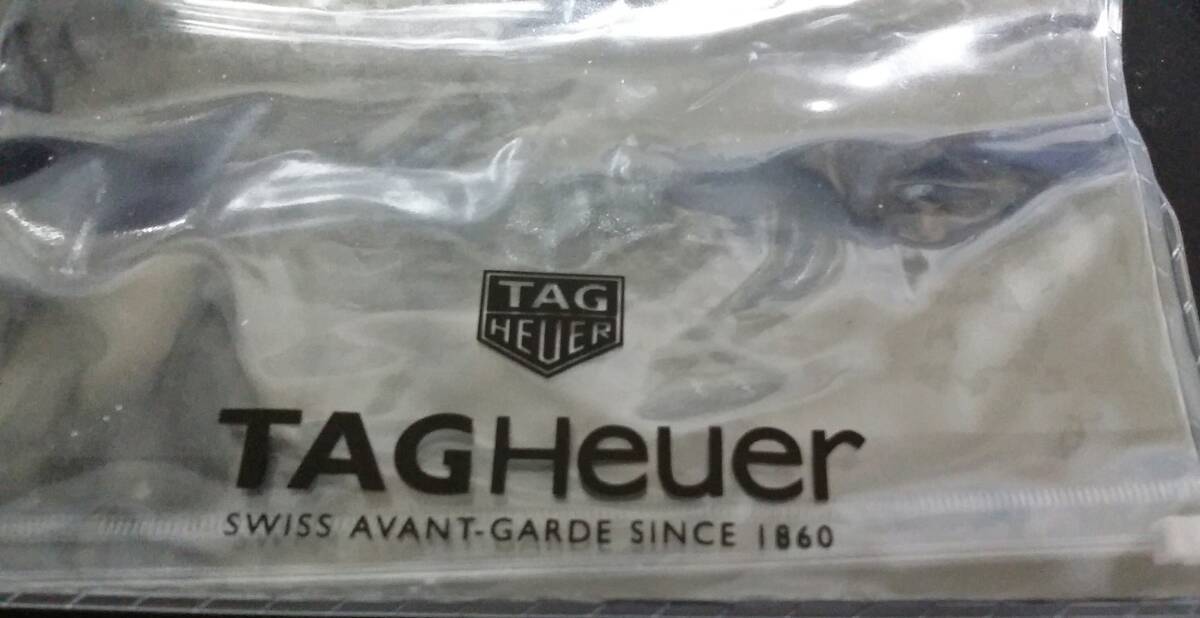 TAG
HEUER
TAGHeuer
SWISS AVANT-GARDE SINCE 1860